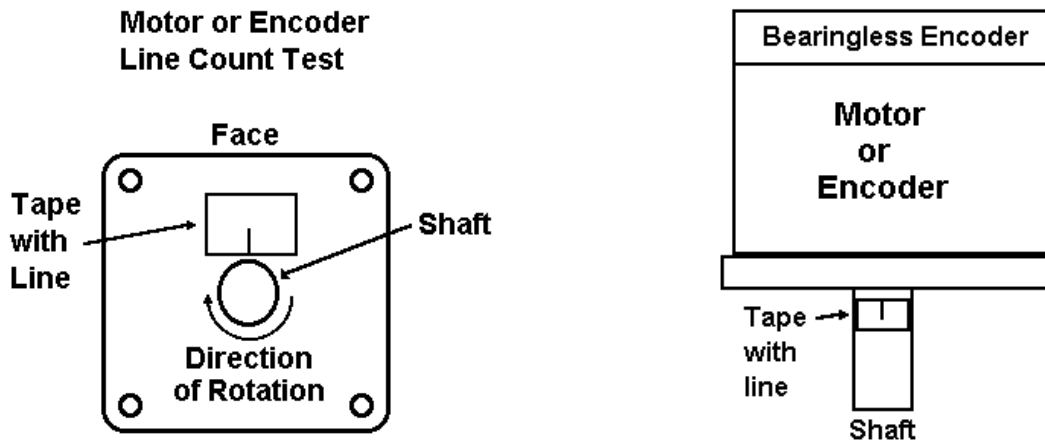 Motor or Encoder
Line Count Test
Face
Tape
with
Line
Shaft
Direction
of Rotation
Bearingless Encoder
Motor
or
Encoder
Tape
with
line
Shaft